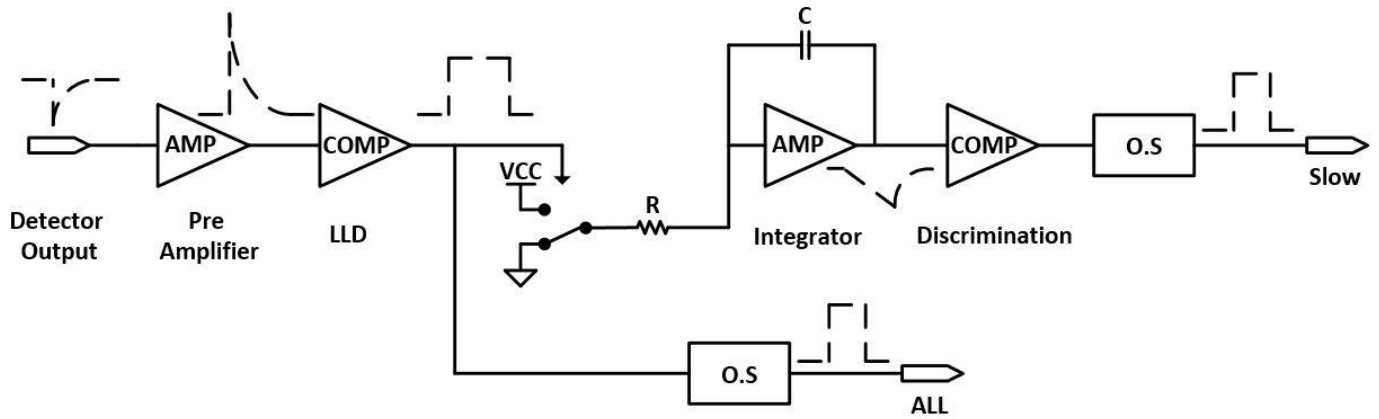 C
AMP
COMP
VCC
R
AMP
COMP
O.S
Slow
Detector
Output
Pre
Amplifier
LLD
Integrator
Discrimination
O.S
ALL